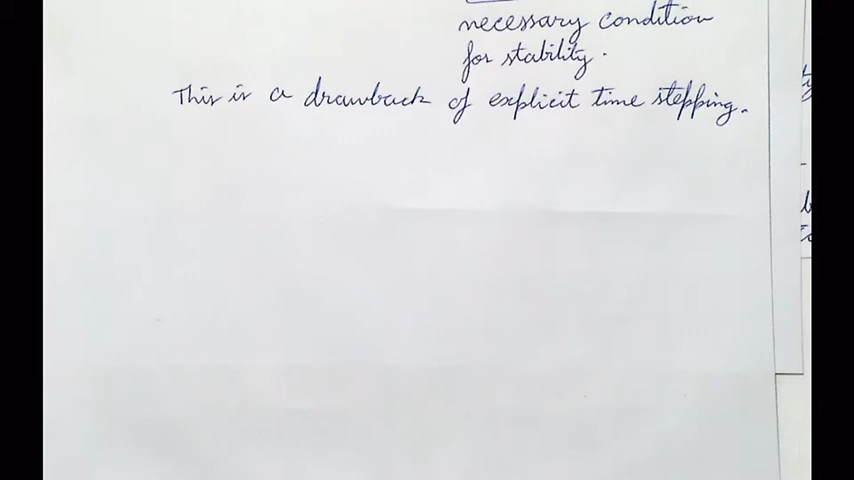 necessary condition
for stability.
This is a drawback of explicit time stepping.